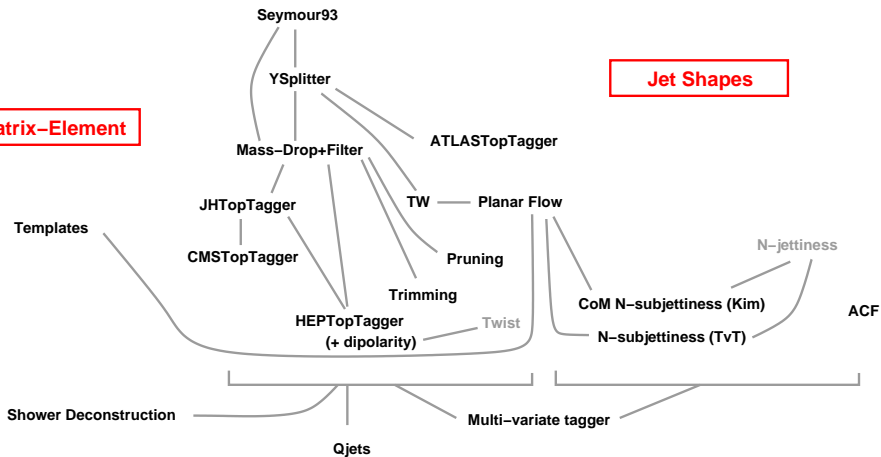 Seymour93
YSplitter
Jet Shapes
atrix–Element
ATLASTopTagger
Mass–Drop+Filter
JHTopTagger
TW
Planar Flow
Templates
N–jettiness
CMSTopTagger
Pruning
Trimming
CoM N–subjettiness (Kim)
ACF
HEPTopTagger
(+ dipolarity)
Twist
N–subjettiness (TvT)
Shower Deconstruction
Multi–variate tagger
Qjets